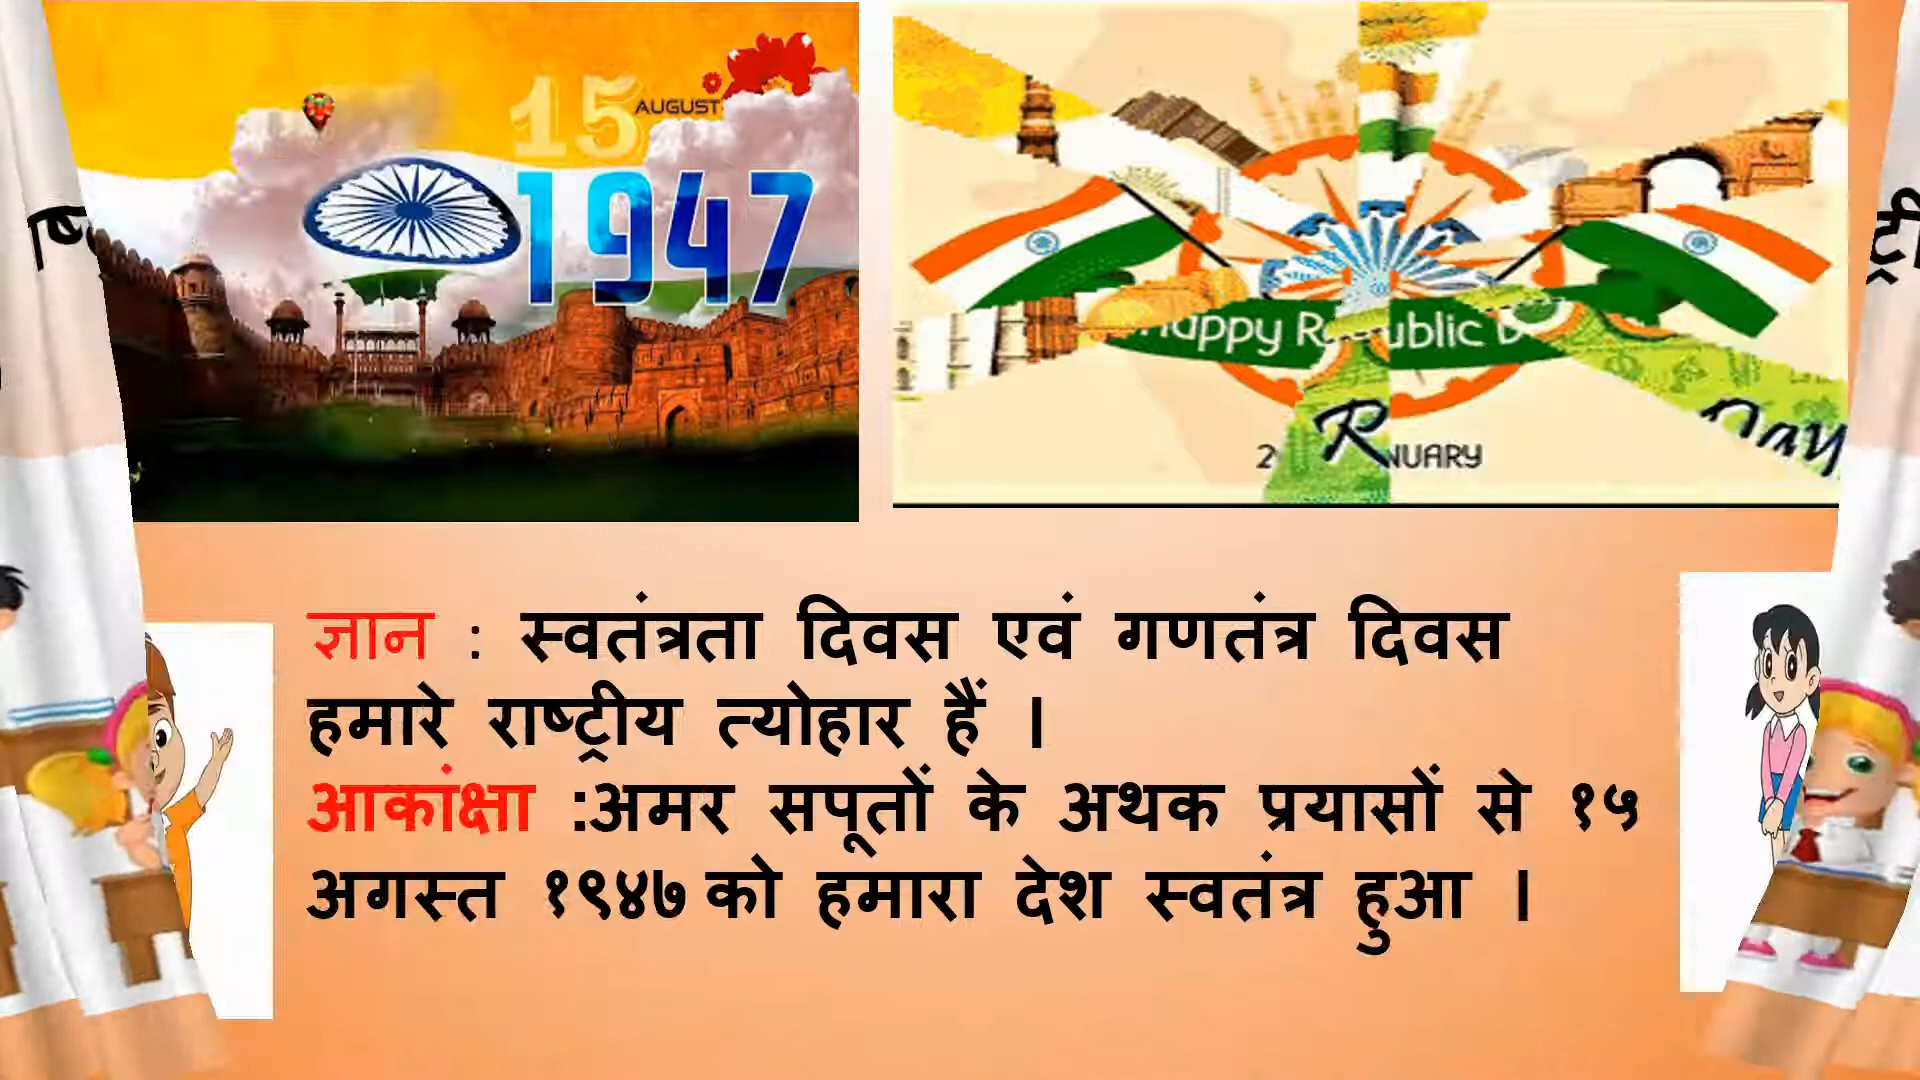 15 AUGUST
1947
ज्ञान : स्वतंत्रता दिवस एवं गणतंत्र दिवस
हमारे राष्ट्रीय त्योहार हैं ।
आकांक्षा :अमर सपूतों के अथक प्रयासों से १५
अगस्त १९४७ को हमारा देश स्वतंत्र हुआ ।